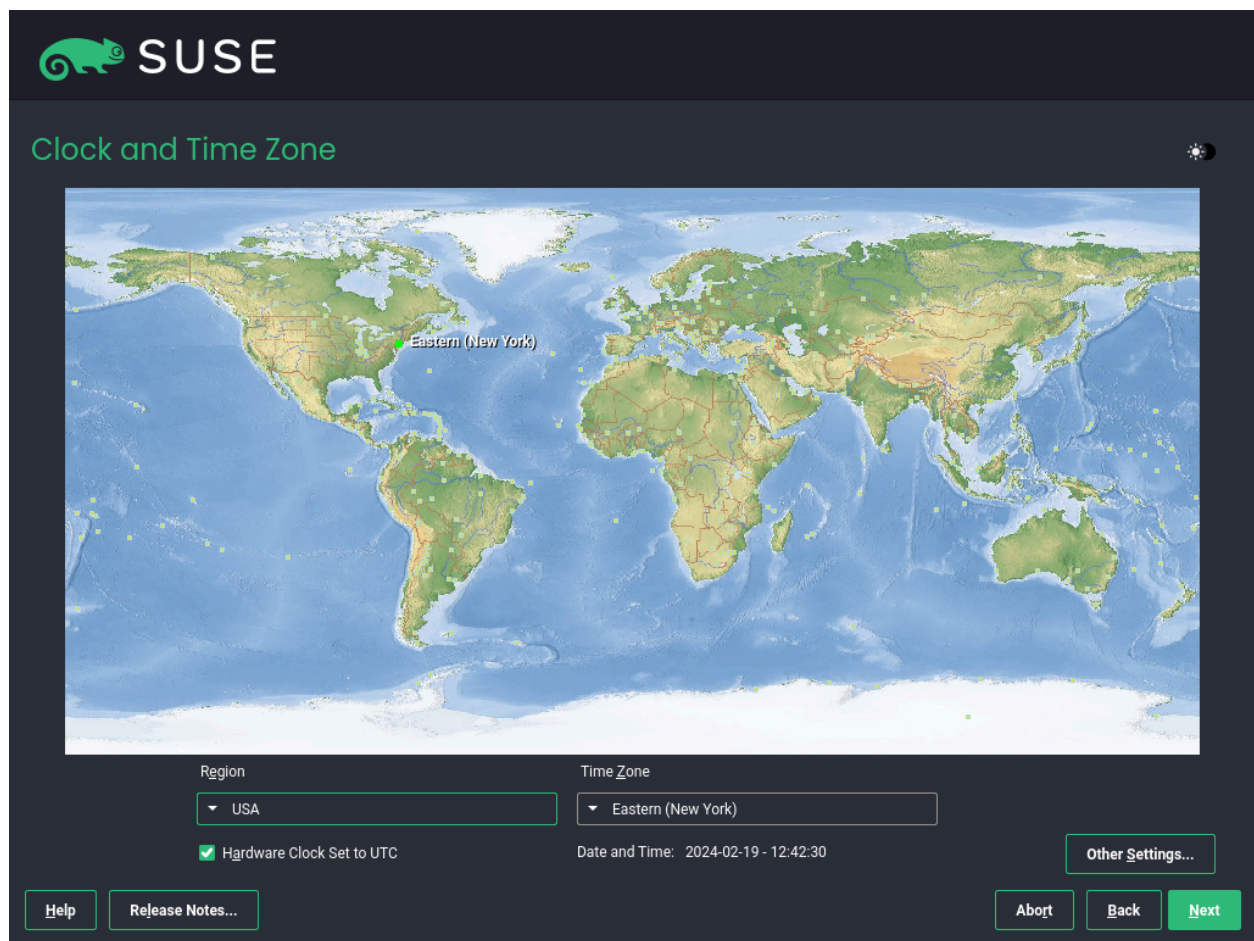 SUSE
Clock and Time Zone
Eastern (New York)
Region
Time Zone
USA
Eastern (New York)
Hardware Clock Set to UTC
Date and Time: 2024-02-19 - 12:42:30
Other Settings...
Help
Release Notes...
Abort
Back
Next